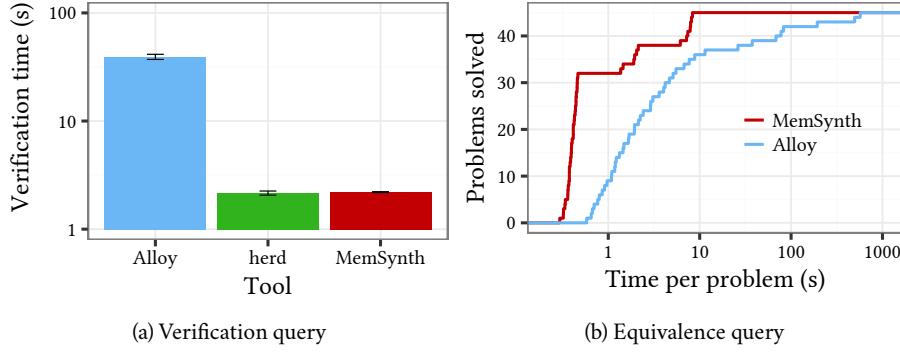 Verification time (s)
100
10
1
Alloy
herd
MemSynth
Tool
(a) Verification query
Problems solved
40
30
20
10
0
MemSynth
Alloy
1
10
100
1000
Time per problem (s)
(b) Equivalence query